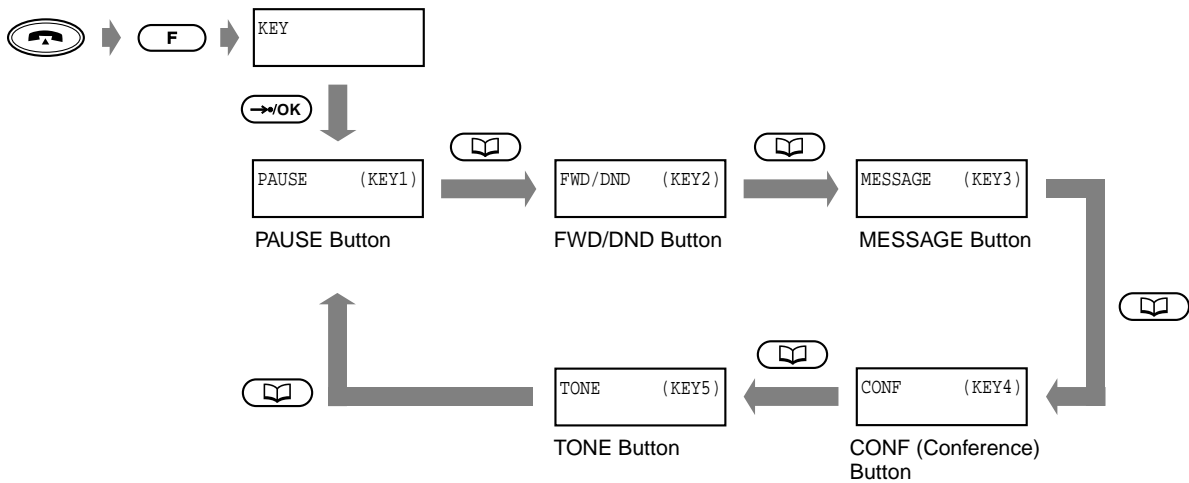 F
KEY
/OK
PAUSE (KEY1)
FWD/DND (KEY2)
MESSAGE (KEY3)
PAUSE Button
FWD/DND Button
MESSAGE Button
TONE (KEY5)
CONF (KEY4)
TONE Button
CONF (Conference)
Button